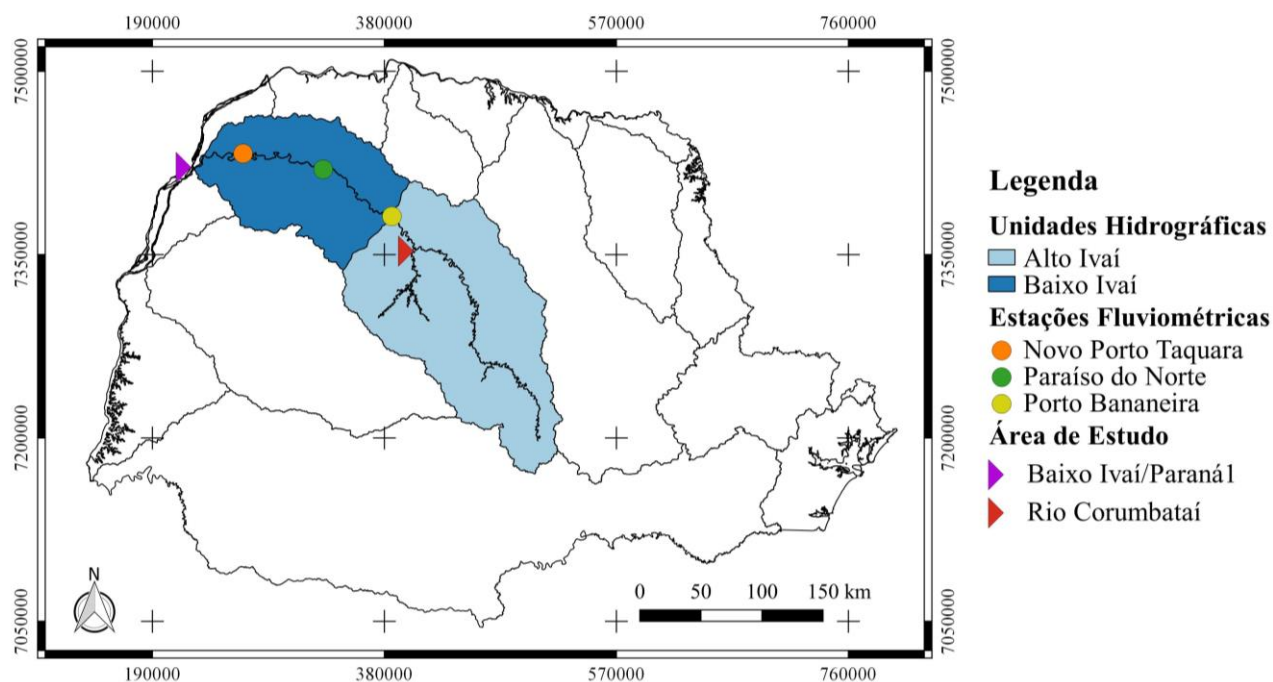 190000 380000 570000 760000
7500000 7500000
7350000 7350000
7200000 7200000
7050000 7050000
N
0 50 100 150 km
190000 380000 570000 760000
Legenda
Unidades Hidrográficas
Alto Ivaí
Baixo Ivaí
Estações Fluviométricas
Novo Porto Taquara
Paraíso do Norte
Porto Bananeira
Área de Estudo
Baixo Ivaí/Paraná1
Rio Corumbataí